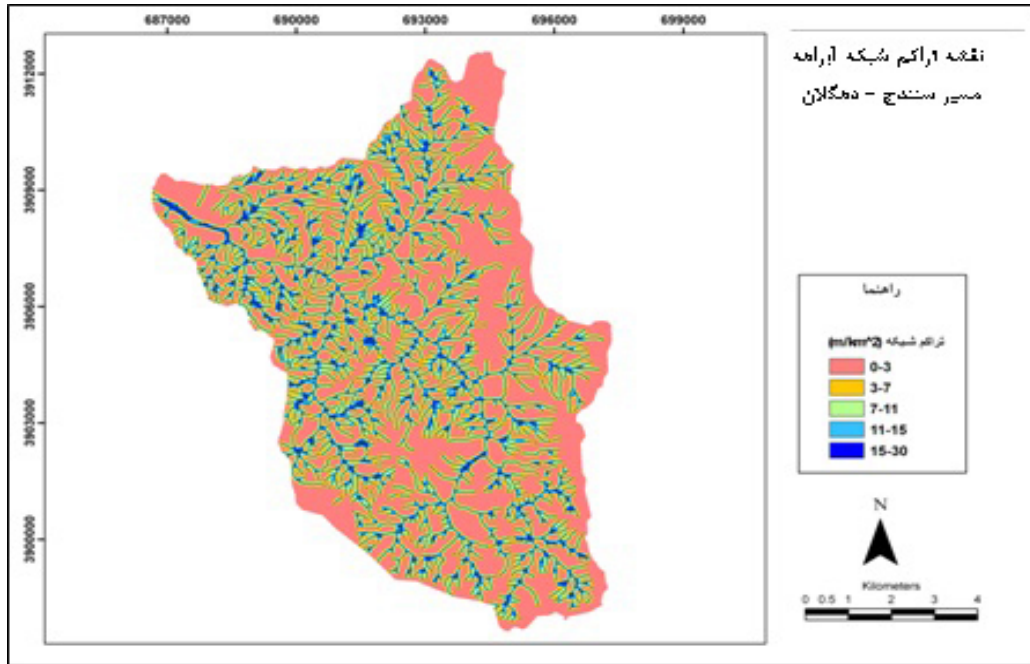 687000 690000 693000 696000 699000
3912000
3909000
3906000
3903000
3900000
نقشه تراکم شبکه آبراهه
مسیر سنندج - دهگلان
راهنما
تراکم شبکه (m/km^2)
0-3
3-7
7-11
11-15
15-30
N
Kilometers
0 0.5 1 2 3 4